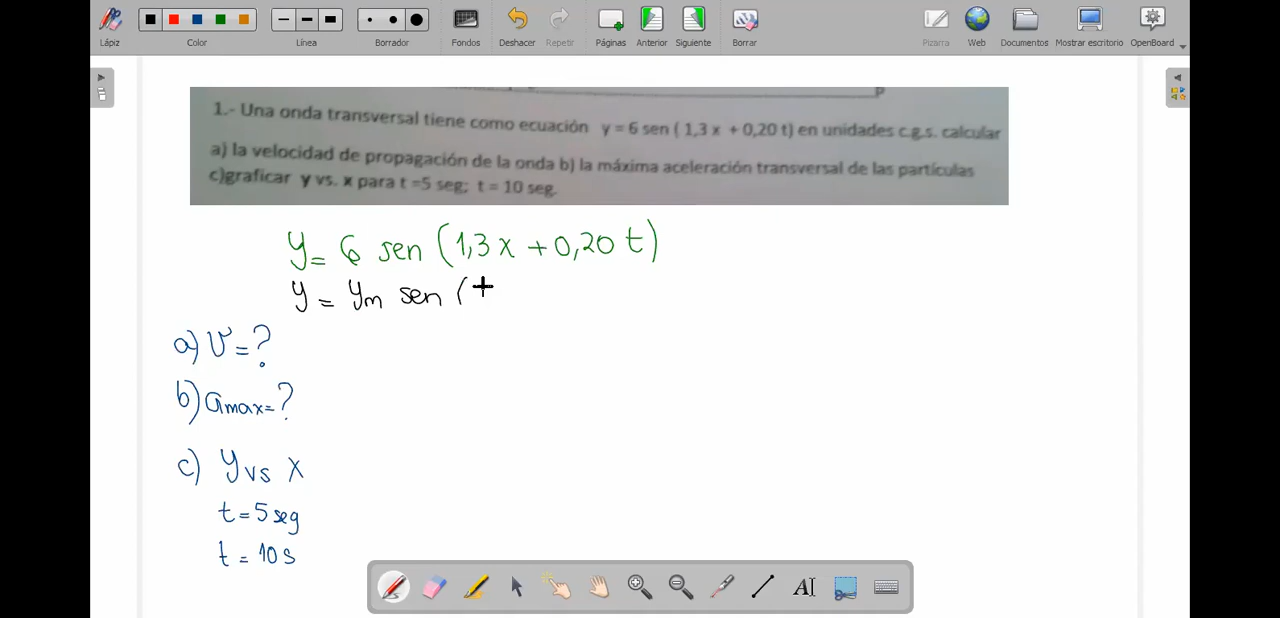 Lápiz Color Línea Borrador Fondos Deshacer Repetir Páginas Anterior Siguiente Borrar Pizarra Web Documentos Mostrar escritorio OpenBoard
1.- Una onda transversal tiene como ecuación y = 6 sen ( 1,3 x + 0,20 t) en unidades c.g.s. calcular
a) la velocidad de propagación de la onda b) la máxima aceleración transversal de las partículas
c)graficar y vs. x para t =5 seg; t = 10 seg.
y = 6 sen (1,3 x + 0,20 t)
y = ym sen (
a) v = ?
b) amax = ?
c) y vs x
t = 5 seg
t = 10 s
AI